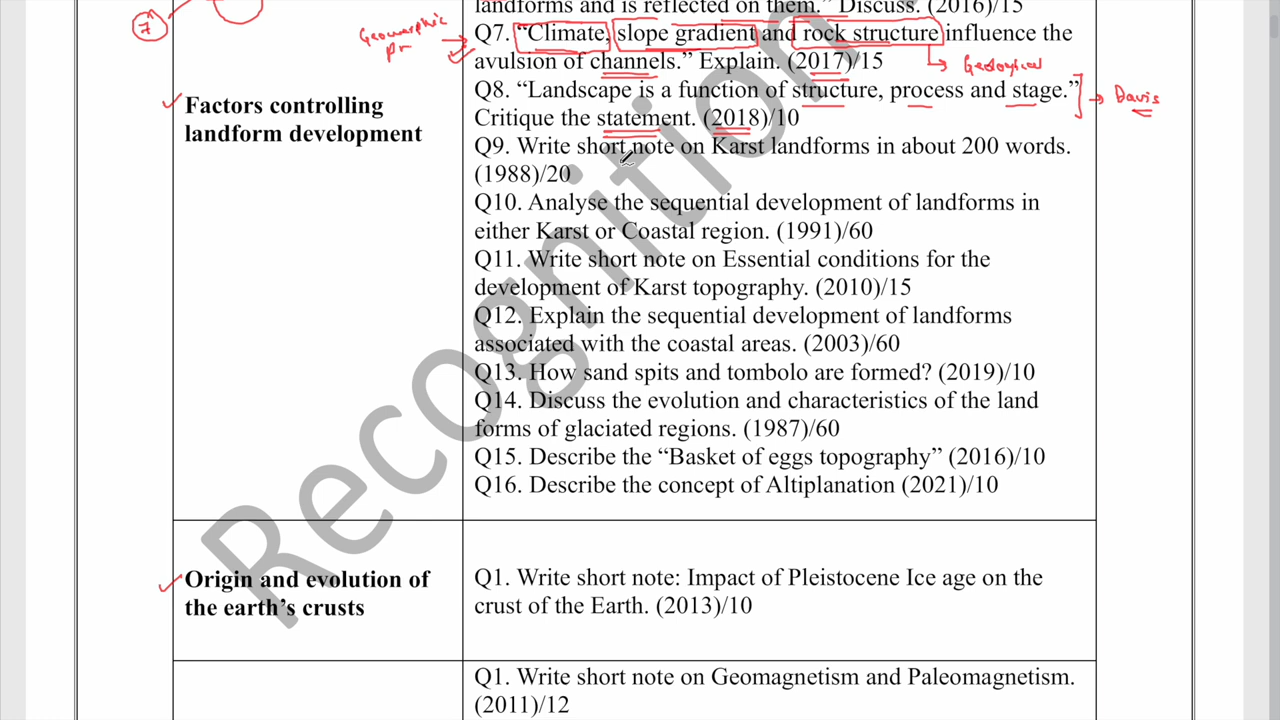 landforms and is reflected on them." Discuss. (2016)/15
7
Geomorphic
pr
Q7. "Climate, slope gradient and rock structure influence the
avulsion of channels." Explain. (2017)/15
Geological
Factors controlling
landform development
Q8. "Landscape is a function of structure, process and stage."
Critique the statement. (2018)/10
Davis
Q9. Write short note on Karst landforms in about 200 words.
(1988)/20
Q10. Analyse the sequential development of landforms in
either Karst or Coastal region. (1991)/60
Q11. Write short note on Essential conditions for the
development of Karst topography. (2010)/15
Q12. Explain the sequential development of landforms
associated with the coastal areas. (2003)/60
Q13. How sand spits and tombolo are formed? (2019)/10
Q14. Discuss the evolution and characteristics of the land
forms of glaciated regions. (1987)/60
Q15. Describe the "Basket of eggs topography" (2016)/10
Q16. Describe the concept of Altiplanation (2021)/10
Recognition
Origin and evolution of
the earth's crusts
Q1. Write short note: Impact of Pleistocene Ice age on the
crust of the Earth. (2013)/10
Q1. Write short note on Geomagnetism and Paleomagnetism.
(2011)/12